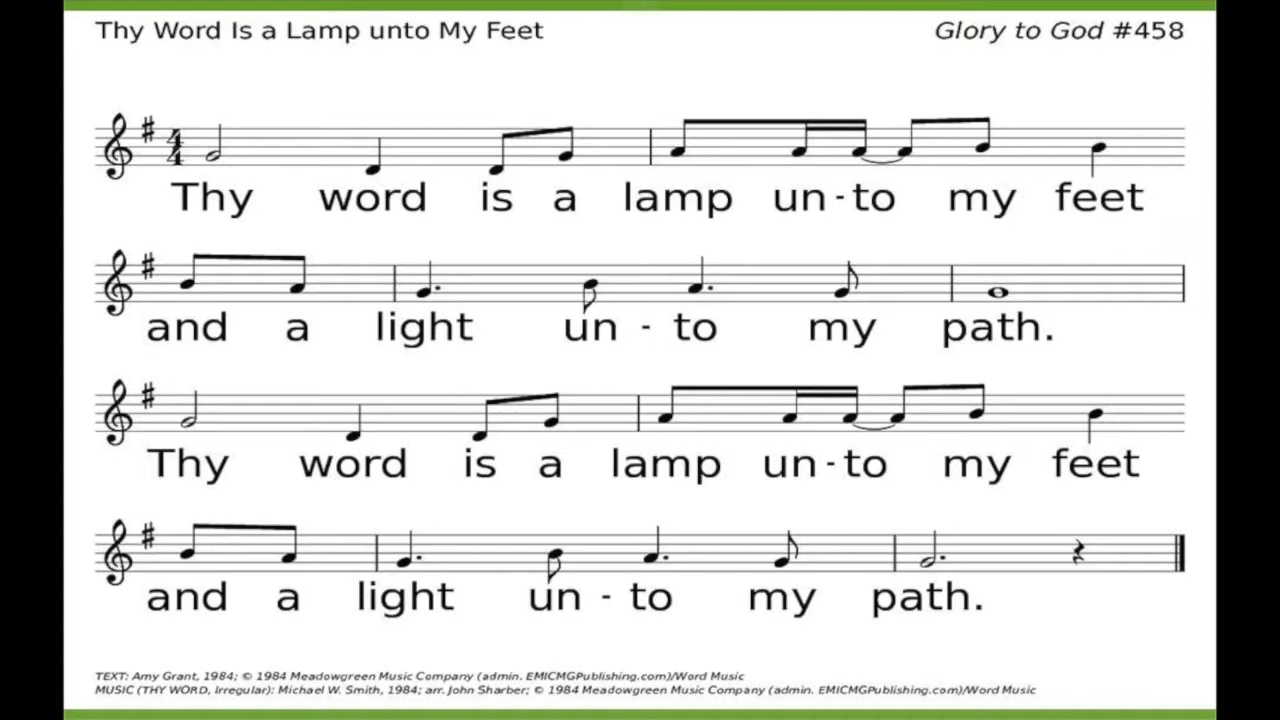 Thy Word Is a Lamp unto My Feet Glory to God #458
4
4
Thy word is a lamp un-to my feet
and a light un-to my path.
Thy word is a lamp un-to my feet
and a light un-to my path.
TEXT: Amy Grant, 1984; © 1984 Meadowgreen Music Company (admin. EMICMGPublishing.com)/Word Music
MUSIC (THY WORD, Irregular): Michael W. Smith, 1984; arr. John Sharber; © 1984 Meadowgreen Music Company (admin. EMICMGPublishing.com)/Word Music